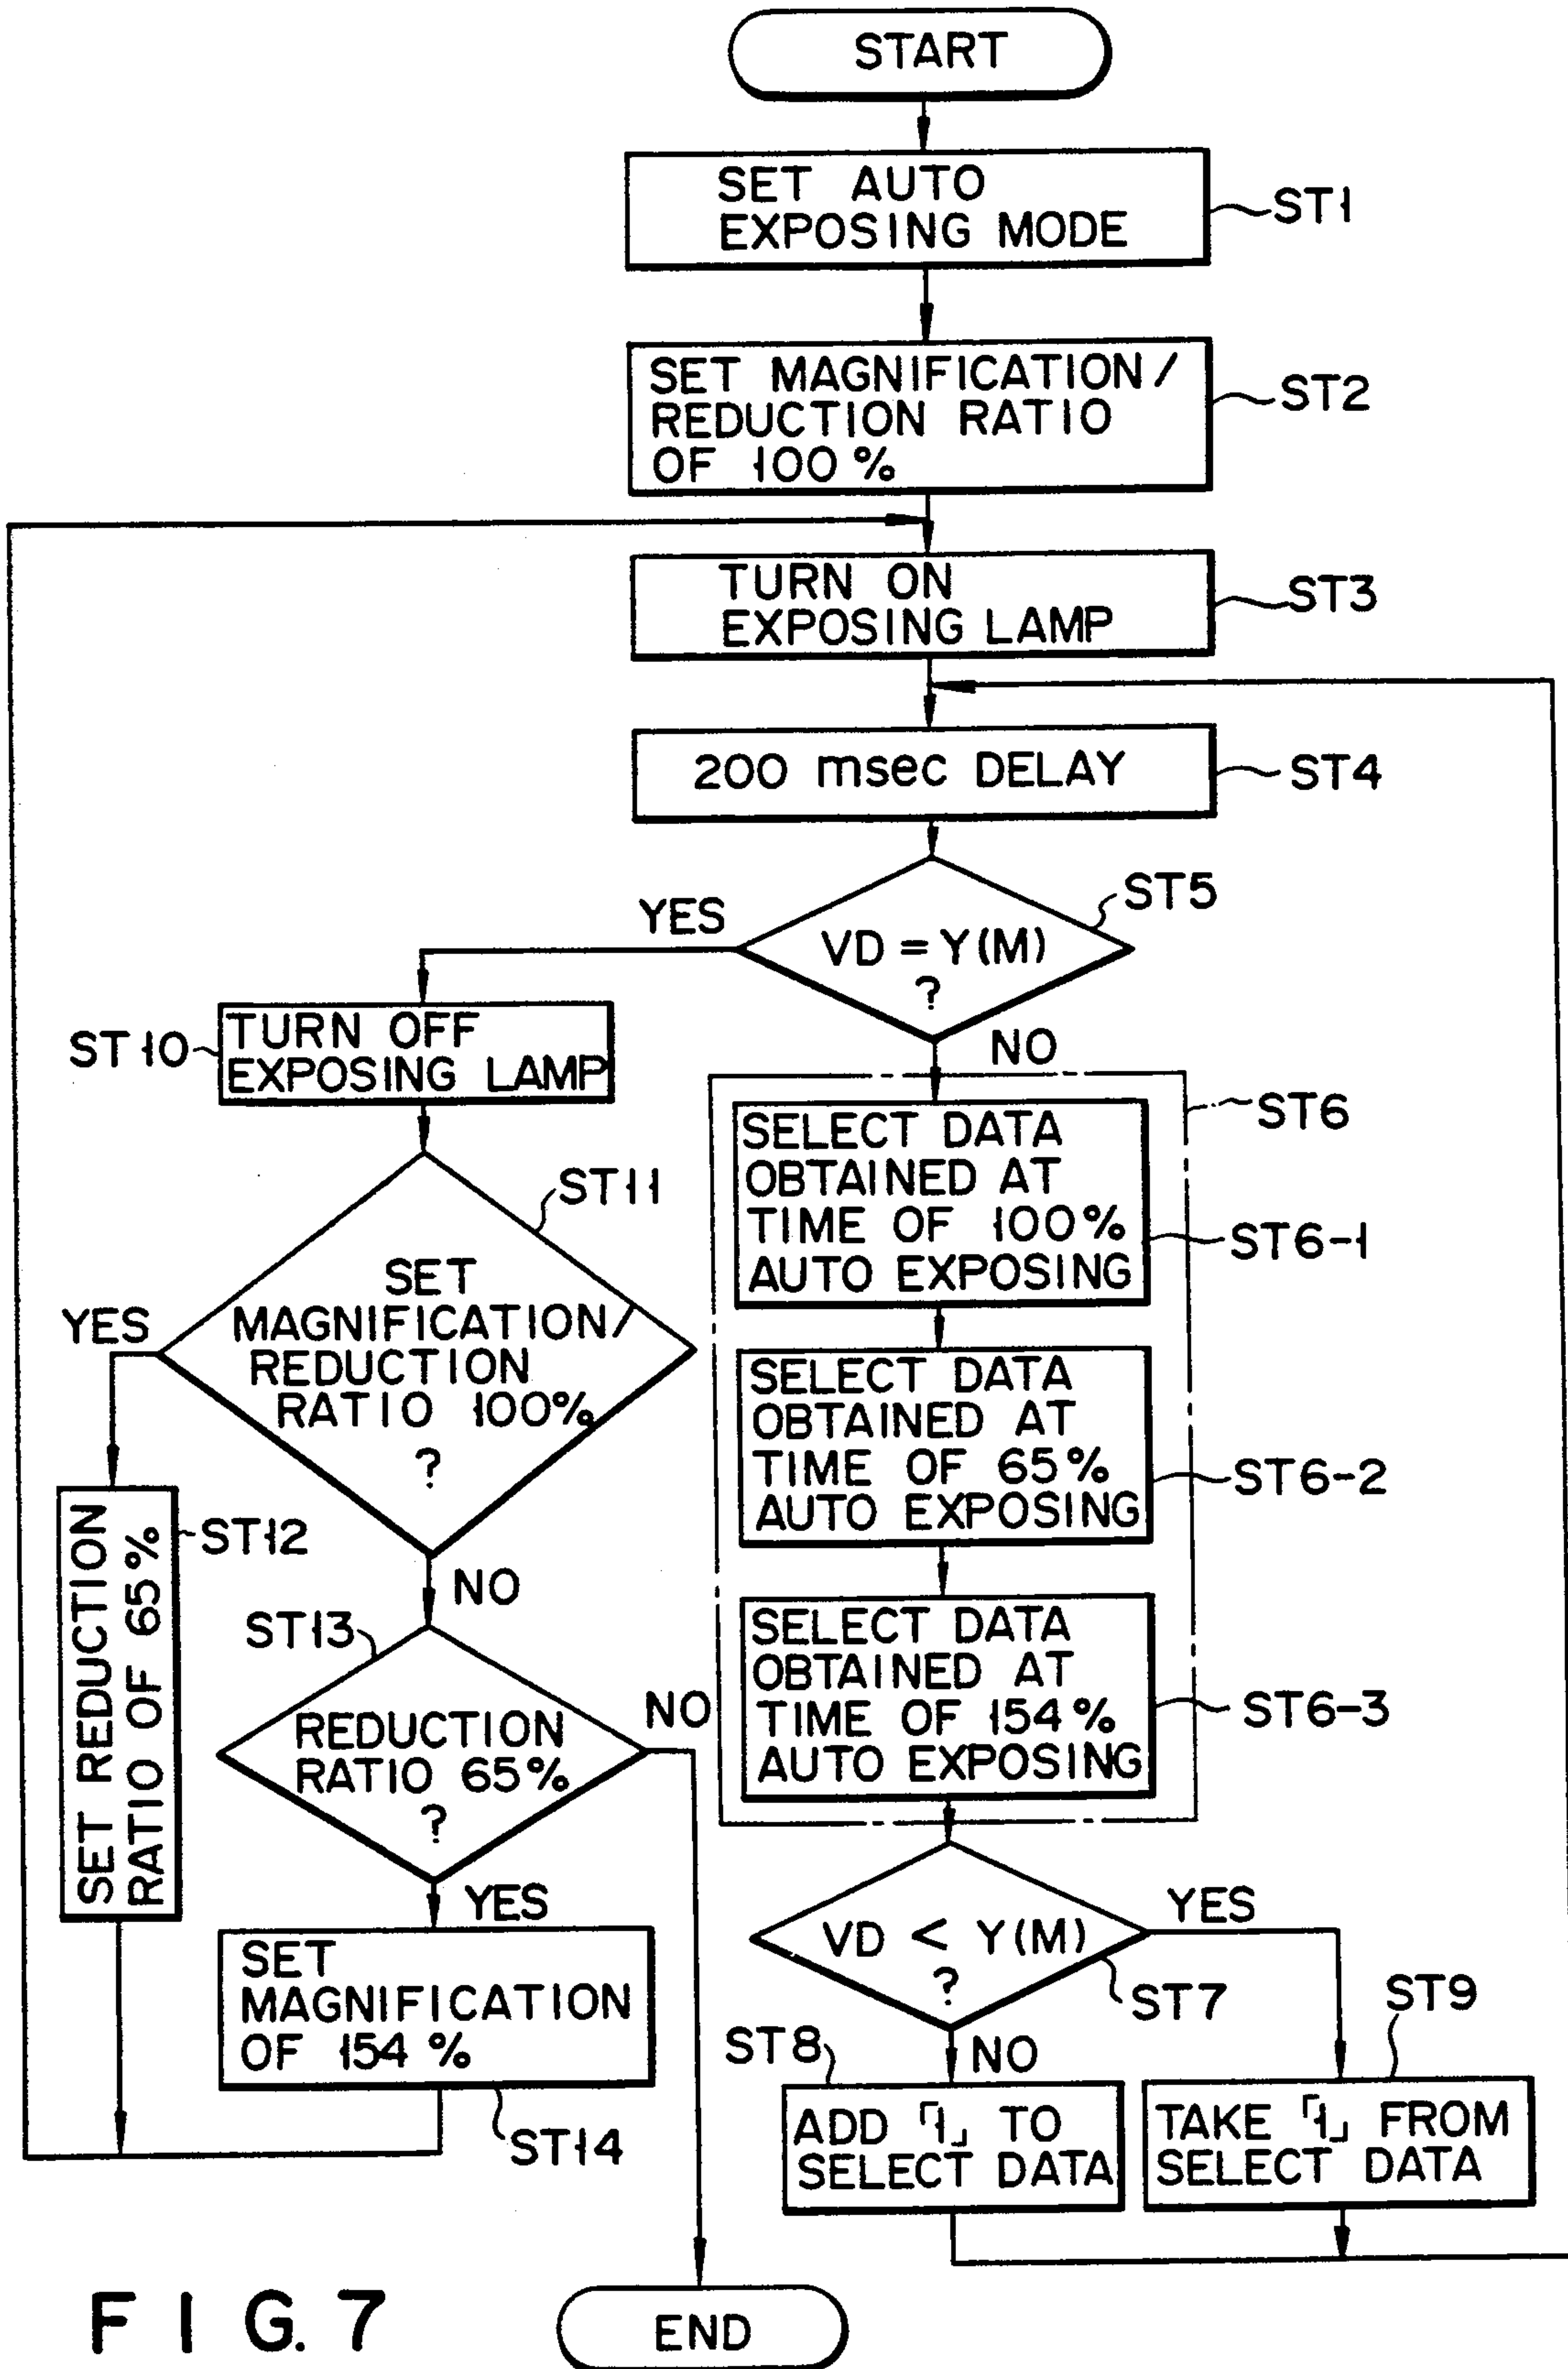 START
SET AUTO
EXPOSING MODE
ST1
SET MAGNIFICATION/
REDUCTION RATIO
OF 100%
ST2
TURN ON
EXPOSING LAMP
ST3
200 msec DELAY
ST4
VD = Y(M)
?
ST5
YES
NO
TURN OFF
EXPOSING LAMP
ST10
SET
MAGNIFICATION/
REDUCTION
RATIO 100%
?
ST11
YES
NO
SET REDUCTION
RATIO OF 65%
ST12
REDUCTION
RATIO 65%
?
ST13
NO
YES
SET
MAGNIFICATION
OF 154%
ST14
ST6
SELECT DATA
OBTAINED AT
TIME OF 100%
AUTO EXPOSING
ST6-1
SELECT DATA
OBTAINED AT
TIME OF 65%
AUTO EXPOSING
ST6-2
SELECT DATA
OBTAINED AT
TIME OF 154%
AUTO EXPOSING
ST6-3
VD < Y(M)
?
ST7
YES
NO
ST8
ADD「1」TO
SELECT DATA
ST9
TAKE「1」FROM
SELECT DATA
END
FIG. 7